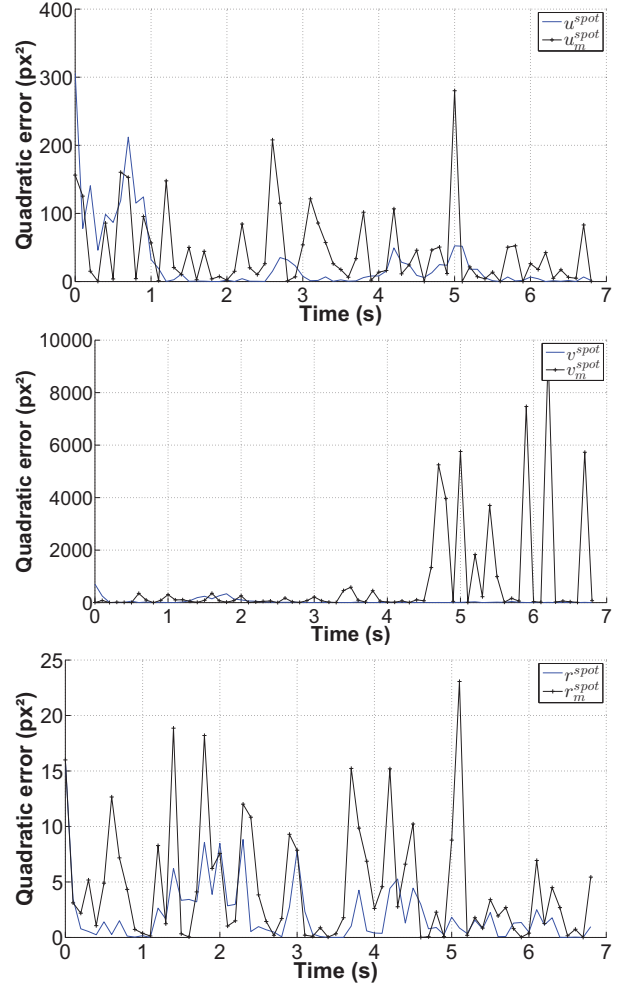 400
300
200
100
0
Quadratic error (px²)
u^spot
u_m^spot
0 1 2 3 4 5 6 7
Time (s)
10000
8000
6000
4000
2000
0
Quadratic error (px²)
v^spot
v_m^spot
0 1 2 3 4 5 6 7
Time (s)
25
20
15
10
5
0
Quadratic error (px²)
r^spot
r_m^spot
0 1 2 3 4 5 6 7
Time (s)